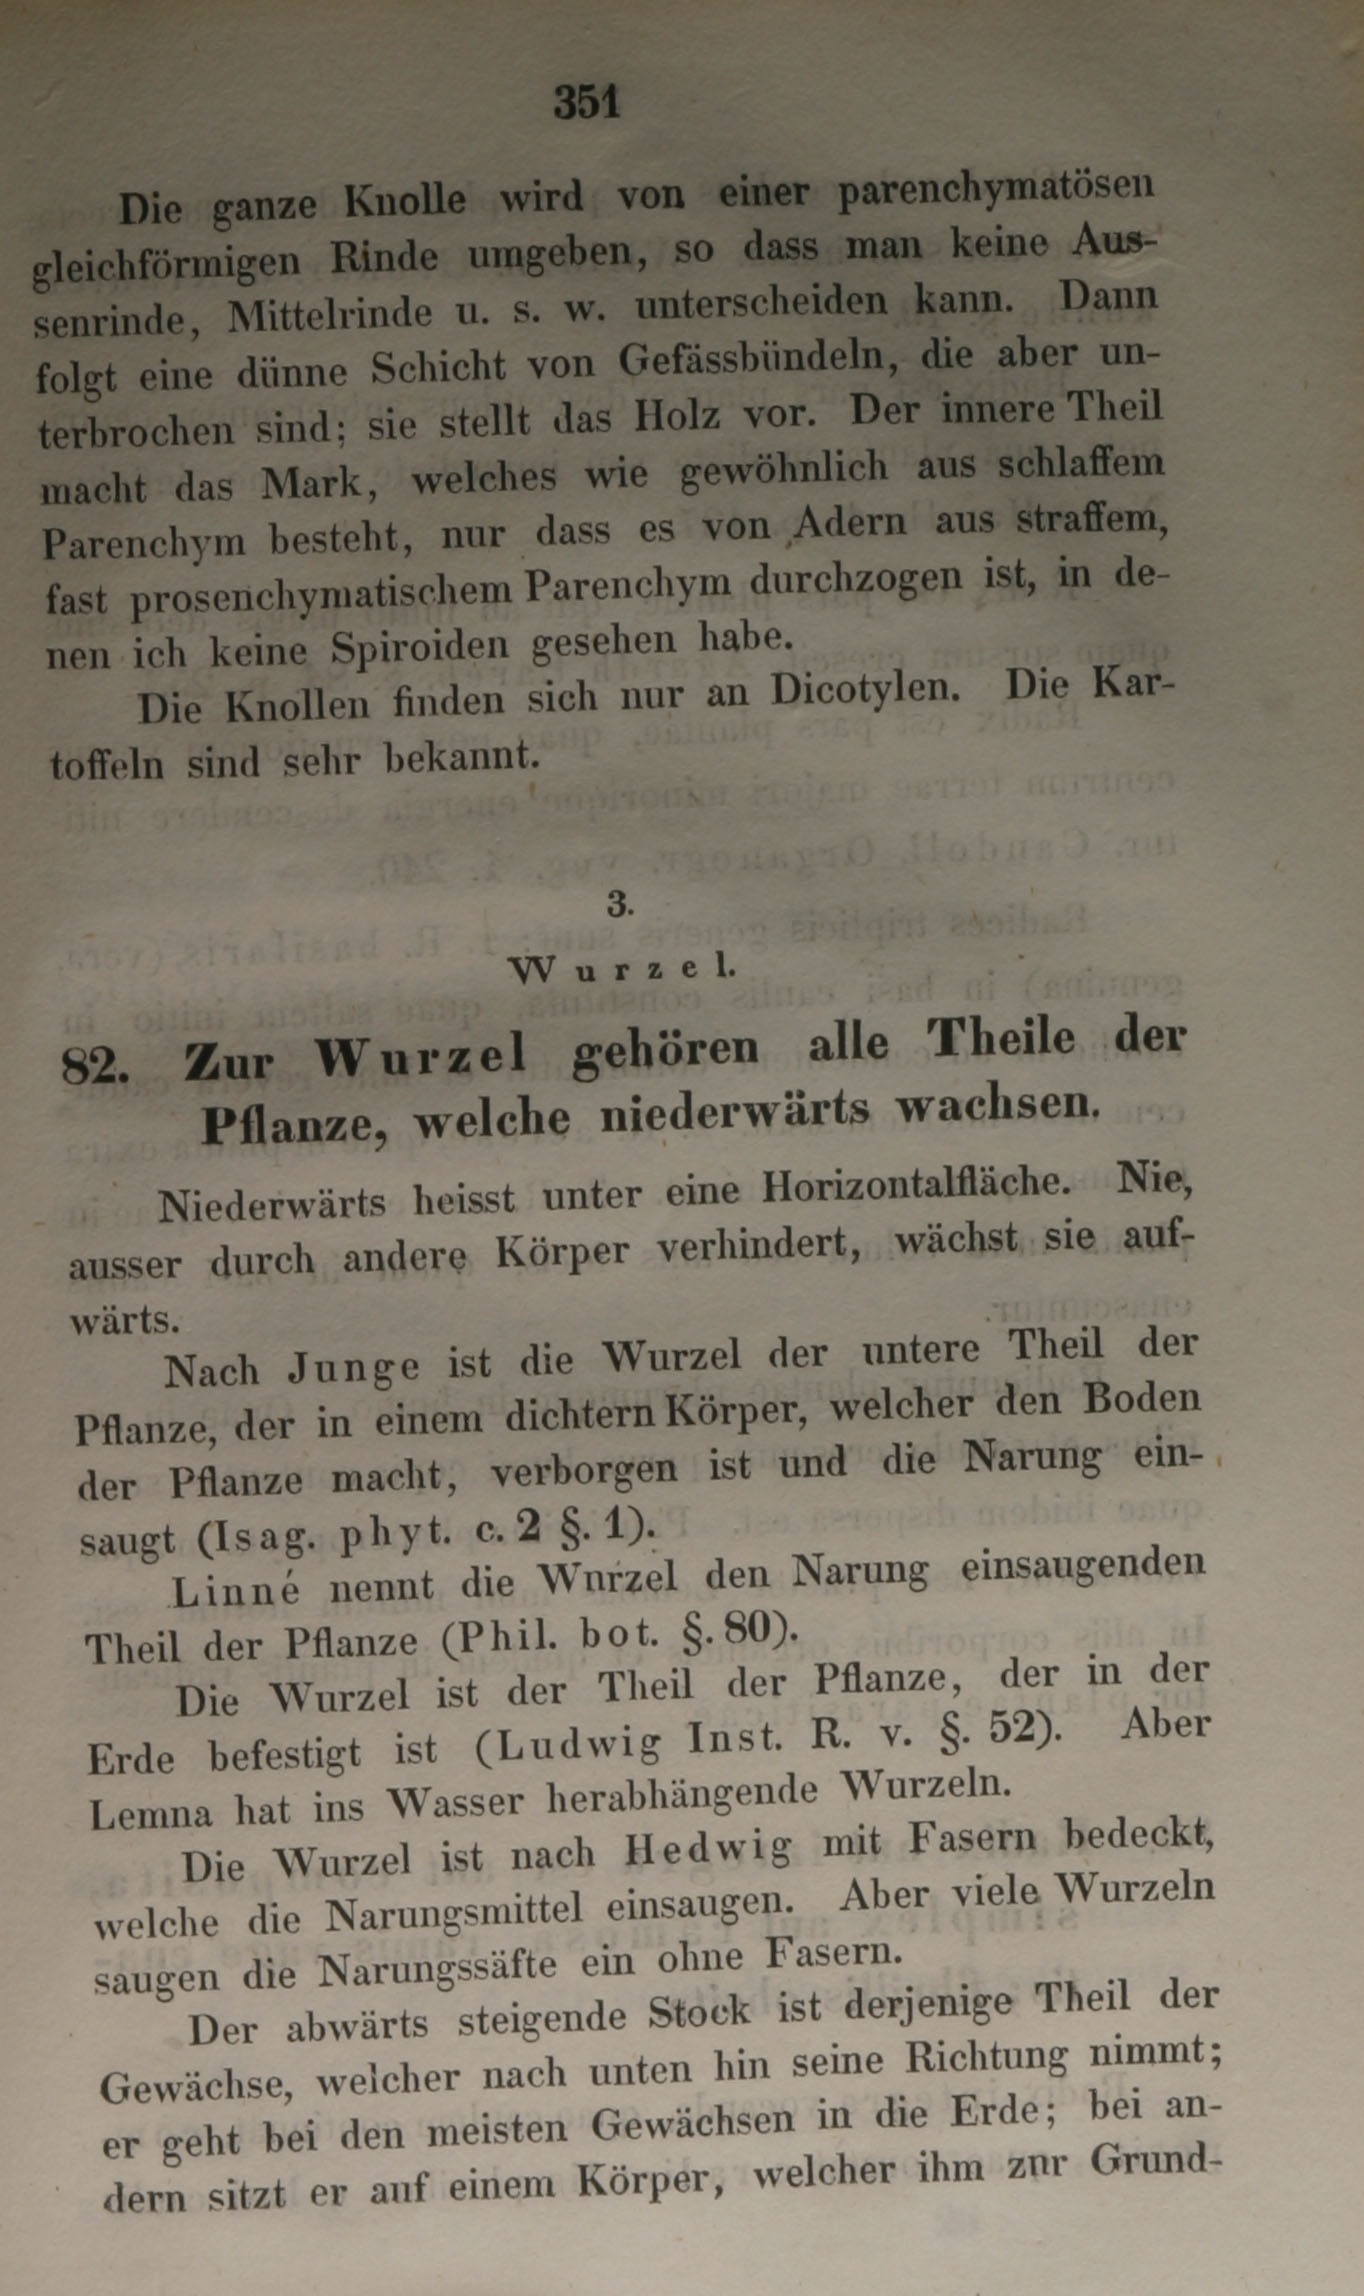 351
Die ganze Knolle wird von einer parenchymatösen
gleichförmigen Rinde umgeben, so dass man keine Aus-
senrinde, Mittelrinde u. s. w. unterscheiden kann. Dann
folgt eine dünne Schicht von Gefässbündeln, die aber un-
terbrochen sind; sie stellt das Holz vor. Der innere Theil
macht das Mark, welches wie gewöhnlich aus schlaffem
Parenchym besteht, nur dass es von Adern aus straffem,
fast prosenchymatischem Parenchym durchzogen ist, in de-
nen ich keine Spiroiden gesehen habe.
Die Knollen finden sich nur an Dicotylen. Die Kar-
toffeln sind sehr bekannt.
3.
Wurzel.
82. Zur Wurzel gehören alle Theile der
Pflanze, welche niederwärts wachsen.
Niederwärts heisst unter eine Horizontalfläche. Nie,
ausser durch andere Körper verhindert, wächst sie auf-
wärts.
Nach Junge ist die Wurzel der untere Theil der
Pflanze, der in einem dichtern Körper, welcher den Boden
der Pflanze macht, verborgen ist und die Narung ein-
saugt (Isag. phyt. c. 2 §. 1).
Linné nennt die Wnrzel den Narung einsaugenden
Theil der Pflanze (Phil. bot. §. 80).
Die Wurzel ist der Theil der Pflanze, der in der
Erde befestigt ist (Ludwig Inst. R. v. §. 52). Aber
Lemna hat ins Wasser herabhängende Wurzeln.
Die Wurzel ist nach Hedwig mit Fasern bedeckt,
welche die Narungsmittel einsaugen. Aber viele Wurzeln
saugen die Narungssäfte ein ohne Fasern.
Der abwärts steigende Stock ist derjenige Theil der
Gewächse, welcher nach unten hin seine Richtung nimmt;
er geht bei den meisten Gewächsen in die Erde; bei an-
dern sitzt er auf einem Körper, welcher ihm znr Grund-